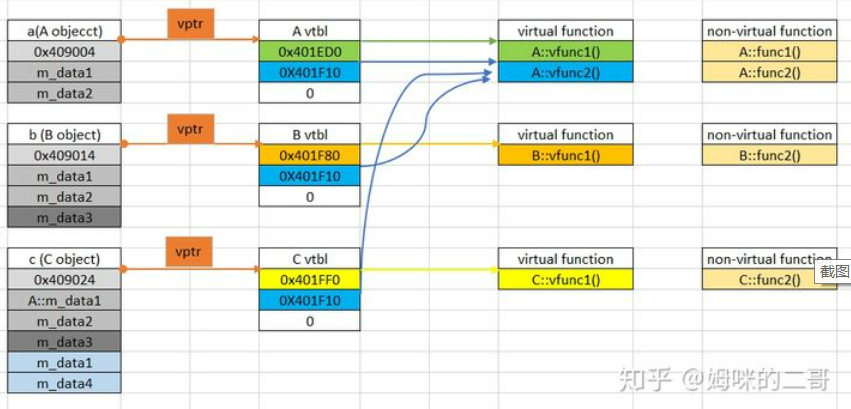 a(A objecct)
vptr
A vtbl
virtual function
non-virtual function
0x409004
0x401ED0
A::vfunc1()
A::func1()
m_data1
0X401F10
A::vfunc2()
A::func2()
m_data2
0
b (B object)
vptr
B vtbl
virtual function
non-virtual function
0x409014
0x401F80
B::vfunc1()
B::func2()
m_data1
0X401F10
m_data2
0
m_data3
c (C object)
vptr
C vtbl
virtual function
non-virtual function
截图
0x409024
0x401FF0
C::vfunc1()
C::func2()
A::m_data1
0X401F10
m_data2
0
m_data3
m_data1
m_data4
知乎 @姆咪的二哥